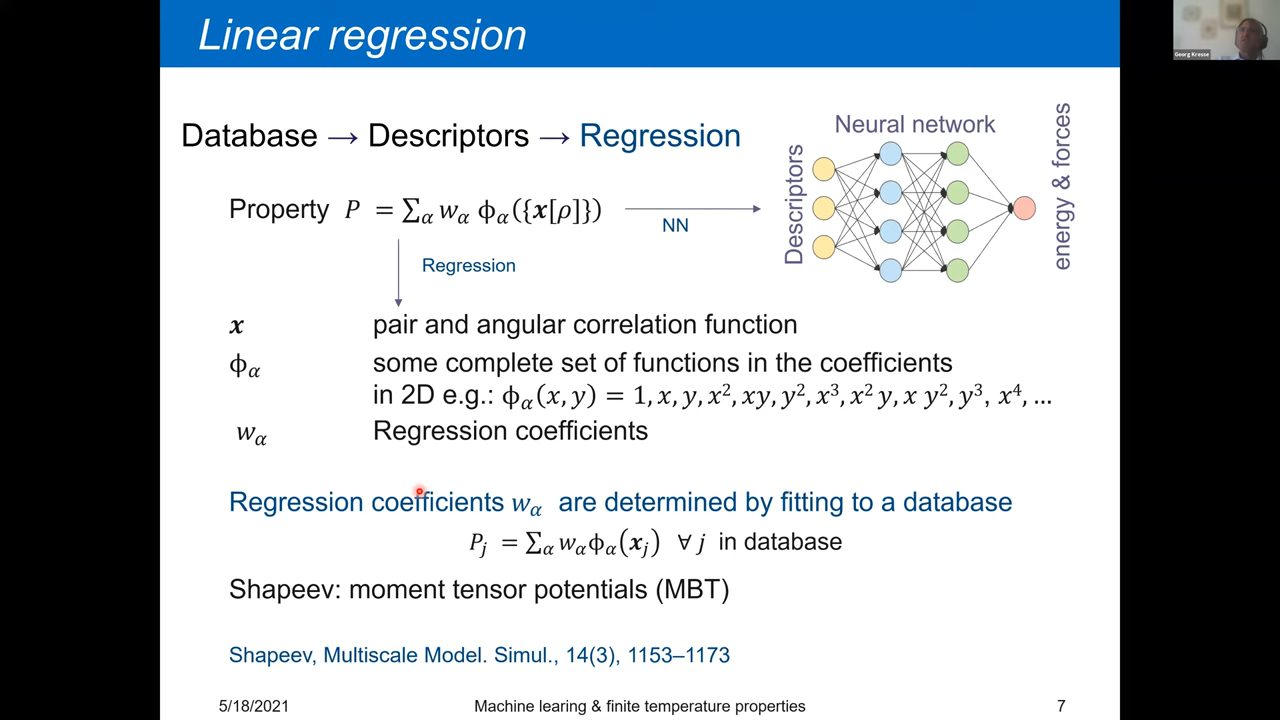 Linear regression
Georg Kresse
Database → Descriptors → Regression
Neural network
Descriptors
energy & forces
Property P = ∑α wα ϕα({x[ρ]})
NN
Regression
x pair and angular correlation function
ϕα some complete set of functions in the coefficients
in 2D e.g.: ϕα(x, y) = 1, x, y, x², xy, y², x³, x² y, x y², y³, x⁴, ...
wα Regression coefficients
Regression coefficients wα are determined by fitting to a database
Pj = ∑α wαϕα(xj) ∀ j in database
Shapeev: moment tensor potentials (MBT)
Shapeev, Multiscale Model. Simul., 14(3), 1153–1173
5/18/2021 Machine learing & finite temperature properties 7